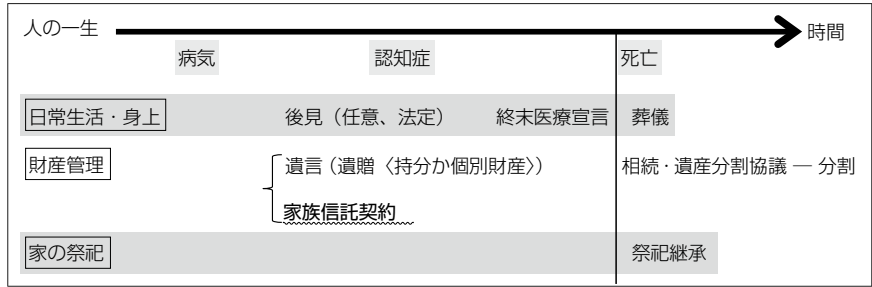 人の一生
時間
病気 認知症 死亡
日常生活・身上 後見（任意、法定） 終末医療宣言 葬儀
財産管理 遺言（遺贈〈持分か個別財産〉） 相続・遺産分割協議 ― 分割
家族信託契約
家の祭祀 祭祀継承